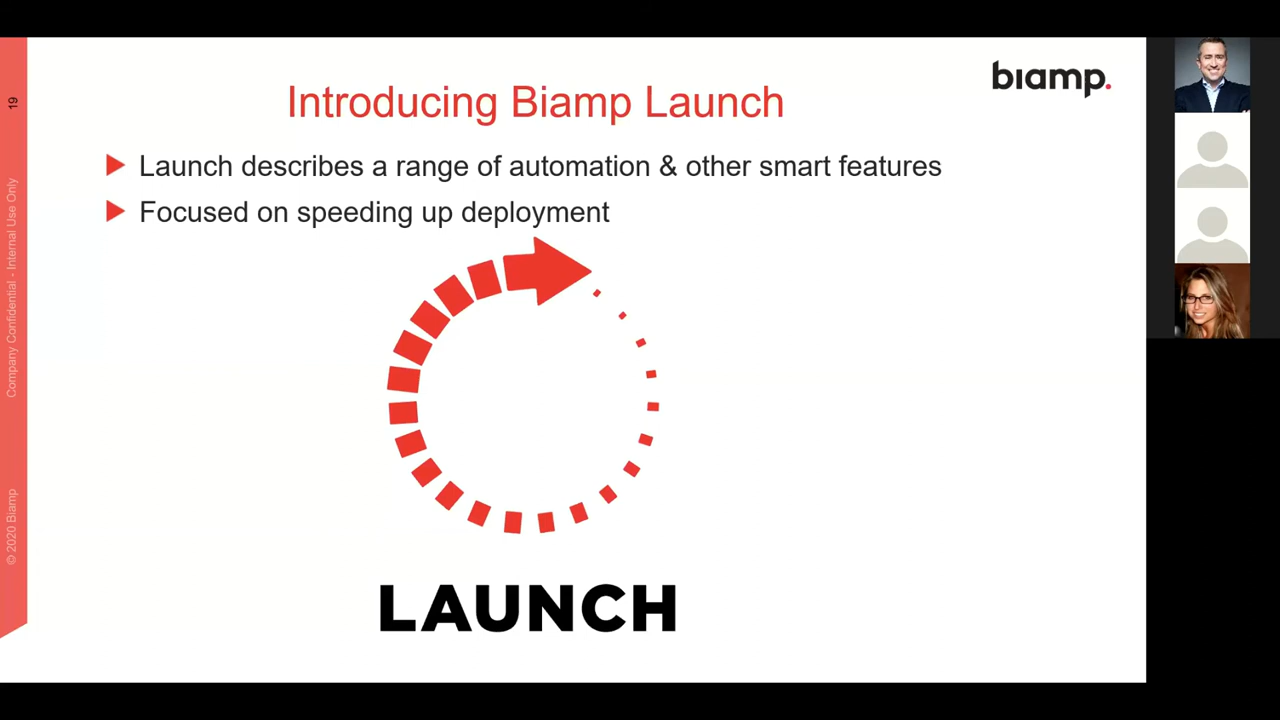 biamp.
Introducing Biamp Launch
Launch describes a range of automation & other smart features
Focused on speeding up deployment
LAUNCH
19
Company Confidential - Internal Use Only
© 2020 Biamp